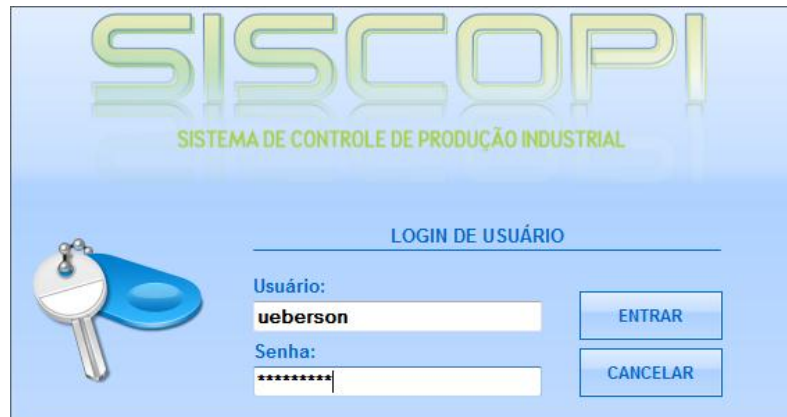 SISCOPI
SISTEMA DE CONTROLE DE PRODUÇÃO INDUSTRIAL
LOGIN DE USUÁRIO
Usuário:
ueberson
ENTRAR
Senha:
*********
CANCELAR